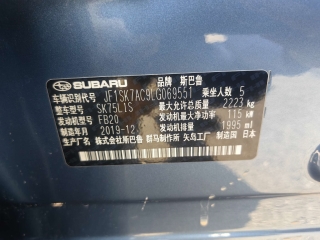 SUBARU 品牌 斯巴鲁
车辆识别代号 JF1SK7AC9LG069551 乘坐人数 5
车辆型号 SK75L1S 最大允许总质量 2223 kg
发动机型号 FB20 发动机最大净功率 115 kW
制造年月 2019-12 发动机排量 1995 ml
生产者名称 株式会社斯巴鲁 群马制作所 矢岛工厂 制造国 日本